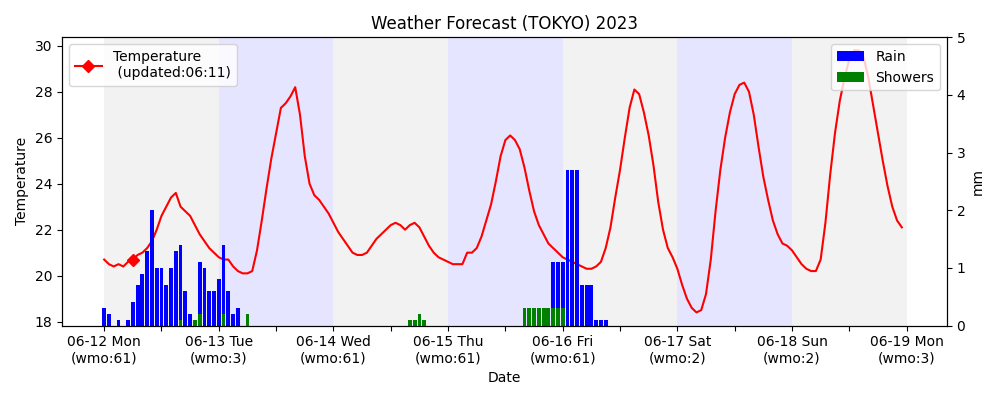 Weather Forecast (TOKYO) 2023
Temperature
(updated:06:11)
Rain
Showers
30
28
26
24
22
20
18
Temperature
5
4
3
2
1
0
mm
06-12 Mon
(wmo:61)
06-13 Tue
(wmo:3)
06-14 Wed
(wmo:61)
06-15 Thu
(wmo:61)
06-16 Fri
(wmo:61)
06-17 Sat
(wmo:2)
06-18 Sun
(wmo:2)
06-19 Mon
(wmo:3)
Date